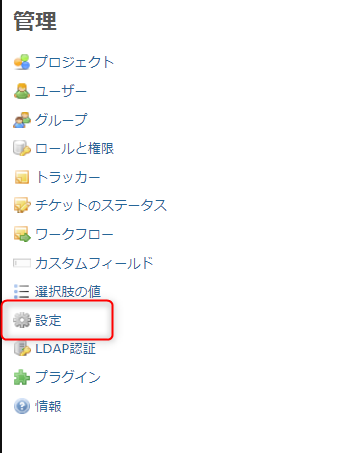 管理
プロジェクト
ユーザー
グループ
ロールと権限
トラッカー
チケットのステータス
ワークフロー
カスタムフィールド
選択肢の値
設定
LDAP認証
プラグイン
情報